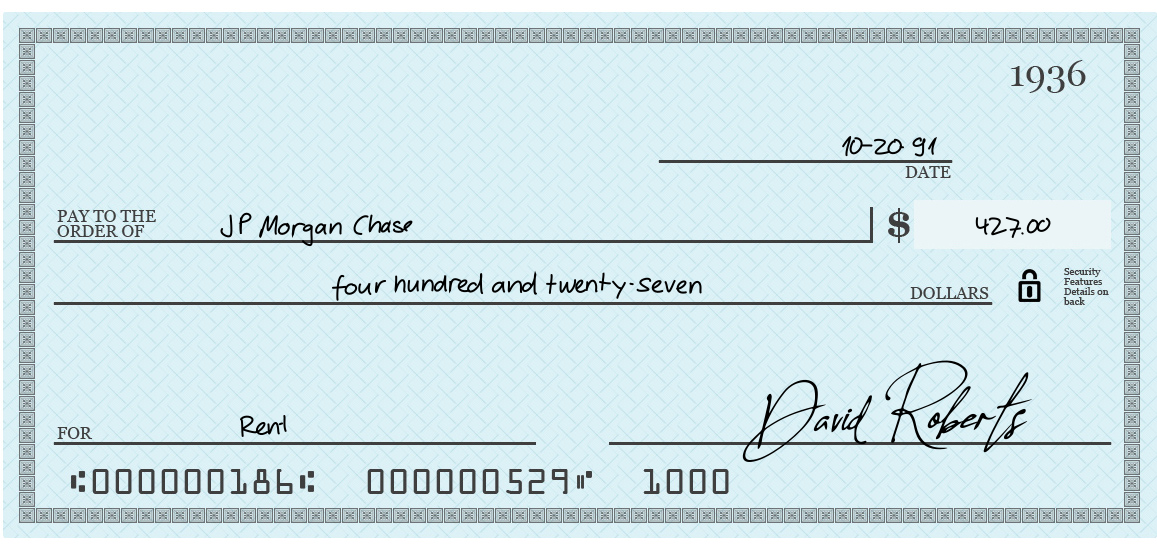 1936
10-20-91
DATE
PAY TO THE
ORDER OF JP Morgan Chase $ 427.00
four hundred and twenty-seven DOLLARS
Security
Features
Details on
back
FOR Rent David Roberts
⑆000000186⑆ 000000529⑈ 1000